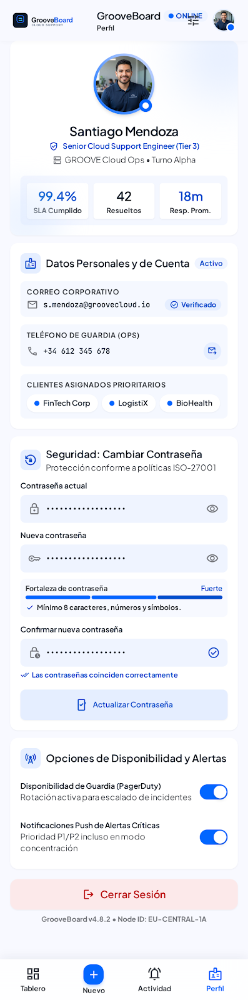 GrooveBoard
CLOUD SUPPORT
GrooveBoard
ONLINE
Perfil
Santiago Mendoza
Senior Cloud Support Engineer (Tier 3)
GROOVE Cloud Ops • Turno Alpha
99.4%
SLA Cumplido
42
Resueltos
18m
Resp. Prom.
Datos Personales y de Cuenta
Activo
CORREO CORPORATIVO
s.mendoza@groovecloud.io
Verificado
TELÉFONO DE GUARDIA (OPS)
+34 612 345 678
CLIENTES ASIGNADOS PRIORITARIOS
FinTech Corp
LogistiX
BioHealth
Seguridad: Cambiar Contraseña
Protección conforme a políticas ISO-27001
Contraseña actual
••••••••••••••••••
Nueva contraseña
••••••••••••••••••
Fortaleza de contraseña
Fuerte
Mínimo 8 caracteres, números y símbolos.
Confirmar nueva contraseña
••••••••••••••••••
Las contraseñas coinciden correctamente
Actualizar Contraseña
Opciones de Disponibilidad y Alertas
Disponibilidad de Guardia (PagerDuty)
Rotación activa para escalado de incidentes
Notificaciones Push de Alertas Críticas
Prioridad P1/P2 incluso en modo
concentración
Cerrar Sesión
GrooveBoard v4.8.2 • Node ID: EU-CENTRAL-1A
Tablero
Nuevo
Actividad
Perfil